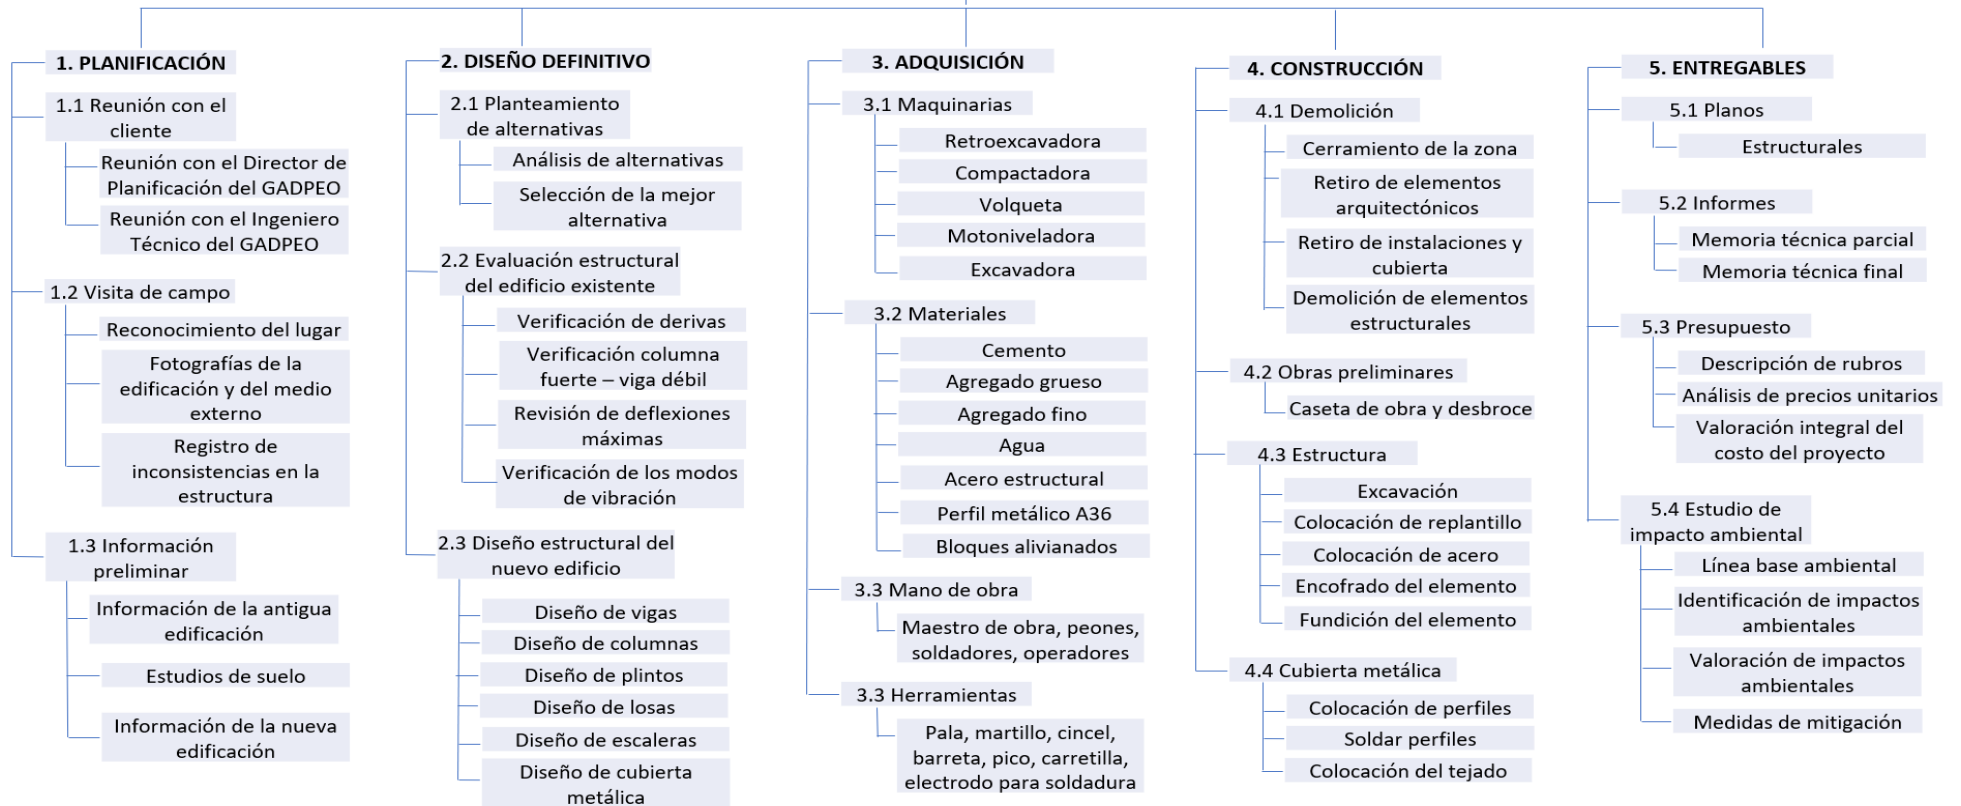 1. PLANIFICACIÓN
1.1 Reunión con el
cliente
Reunión con el Director de
Planificación del GADPEO
Reunión con el Ingeniero
Técnico del GADPEO
1.2 Visita de campo
Reconocimiento del lugar
Fotografías de la
edificación y del medio
externo
Registro de
inconsistencias en la
estructura
1.3 Información
preliminar
Información de la antigua
edificación
Estudios de suelo
Información de la nueva
edificación
2. DISEÑO DEFINITIVO
2.1 Planteamiento
de alternativas
Análisis de alternativas
Selección de la mejor
alternativa
2.2 Evaluación estructural
del edificio existente
Verificación de derivas
Verificación columna
fuerte – viga débil
Revisión de deflexiones
máximas
Verificación de los modos
de vibración
2.3 Diseño estructural del
nuevo edificio
Diseño de vigas
Diseño de columnas
Diseño de plintos
Diseño de losas
Diseño de escaleras
Diseño de cubierta
metálica
3. ADQUISICIÓN
3.1 Maquinarias
Retroexcavadora
Compactadora
Volqueta
Motoniveladora
Excavadora
3.2 Materiales
Cemento
Agregado grueso
Agregado fino
Agua
Acero estructural
Perfil metálico A36
Bloques alivianados
3.3 Mano de obra
Maestro de obra, peones,
soldadores, operadores
3.3 Herramientas
Pala, martillo, cincel,
barreta, pico, carretilla,
electrodo para soldadura
4. CONSTRUCCIÓN
4.1 Demolición
Cerramiento de la zona
Retiro de elementos
arquitectónicos
Retiro de instalaciones y
cubierta
Demolición de elementos
estructurales
4.2 Obras preliminares
Caseta de obra y desbroce
4.3 Estructura
Excavación
Colocación de replantillo
Colocación de acero
Encofrado del elemento
Fundición del elemento
4.4 Cubierta metálica
Colocación de perfiles
Soldar perfiles
Colocación del tejado
5. ENTREGABLES
5.1 Planos
Estructurales
5.2 Informes
Memoria técnica parcial
Memoria técnica final
5.3 Presupuesto
Descripción de rubros
Análisis de precios unitarios
Valoración integral del
costo del proyecto
5.4 Estudio de
impacto ambiental
Línea base ambiental
Identificación de impactos
ambientales
Valoración de impactos
ambientales
Medidas de mitigación